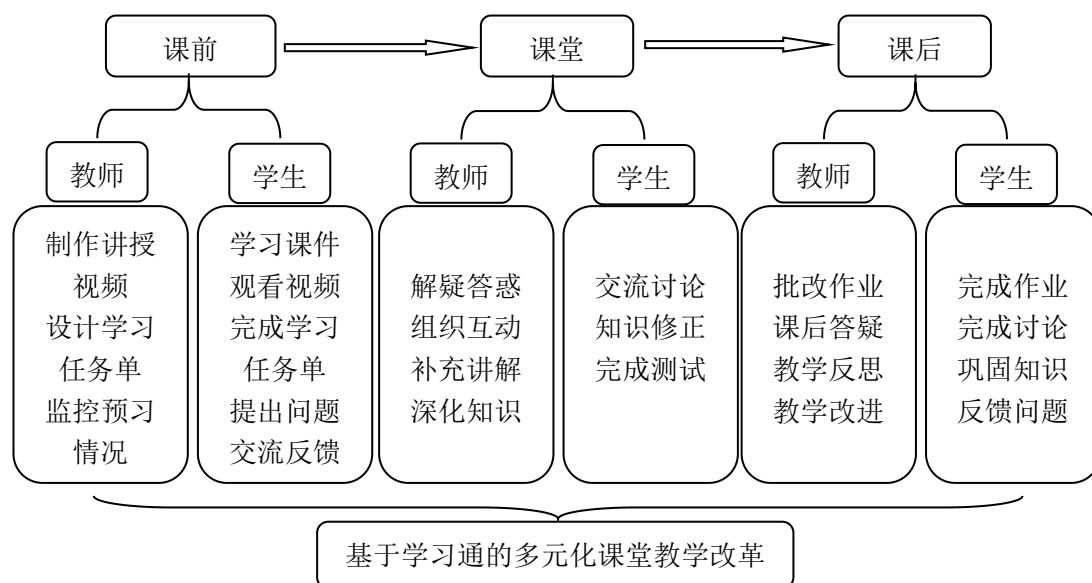 课前
课堂
课后
教师
学生
教师
学生
教师
学生
制作讲授
视频
设计学习
任务单
监控预习
情况
学习课件
观看视频
完成学习
任务单
提出问题
交流反馈
解疑答惑
组织互动
补充讲解
深化知识
交流讨论
知识修正
完成测试
批改作业
课后答疑
教学反思
教学改进
完成作业
完成讨论
巩固知识
反馈问题
基于学习通的多元化课堂教学改革